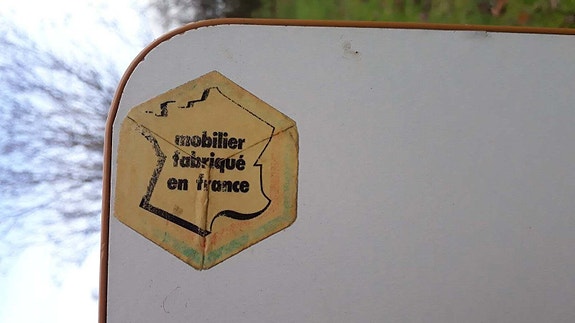 mobilier
fabriqué
en france